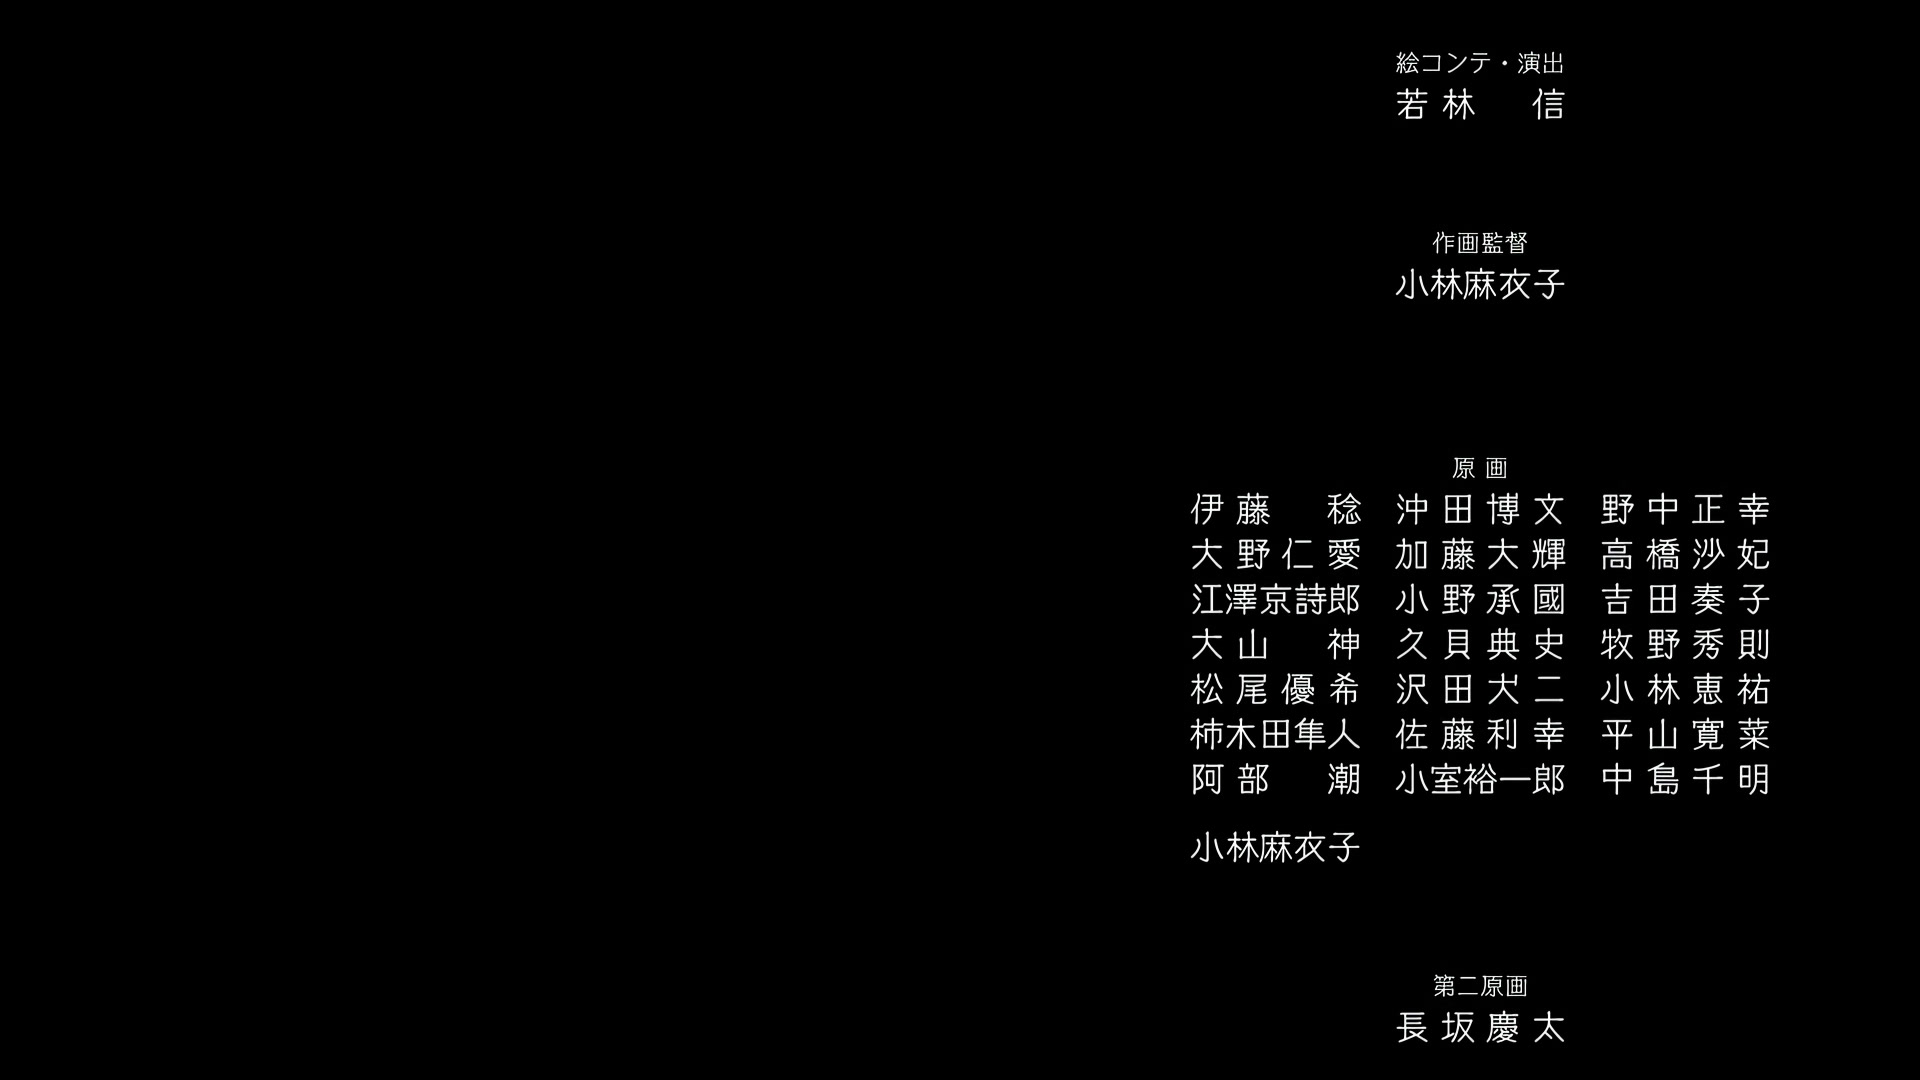 絵コンテ・演出
若林 信
作画監督
小林麻衣子
原画
伊藤 稔 沖田博文 野中正幸
大野仁愛 加藤大輝 高橋沙妃
江澤京詩郎 小野承國 吉田奏子
大山 神 久貝典史 牧野秀則
松尾優希 沢田犬二 小林恵祐
柿木田隼人 佐藤利幸 平山寛菜
阿部 潮 小室裕一郎 中島千明
小林麻衣子
第二原画
長坂慶太